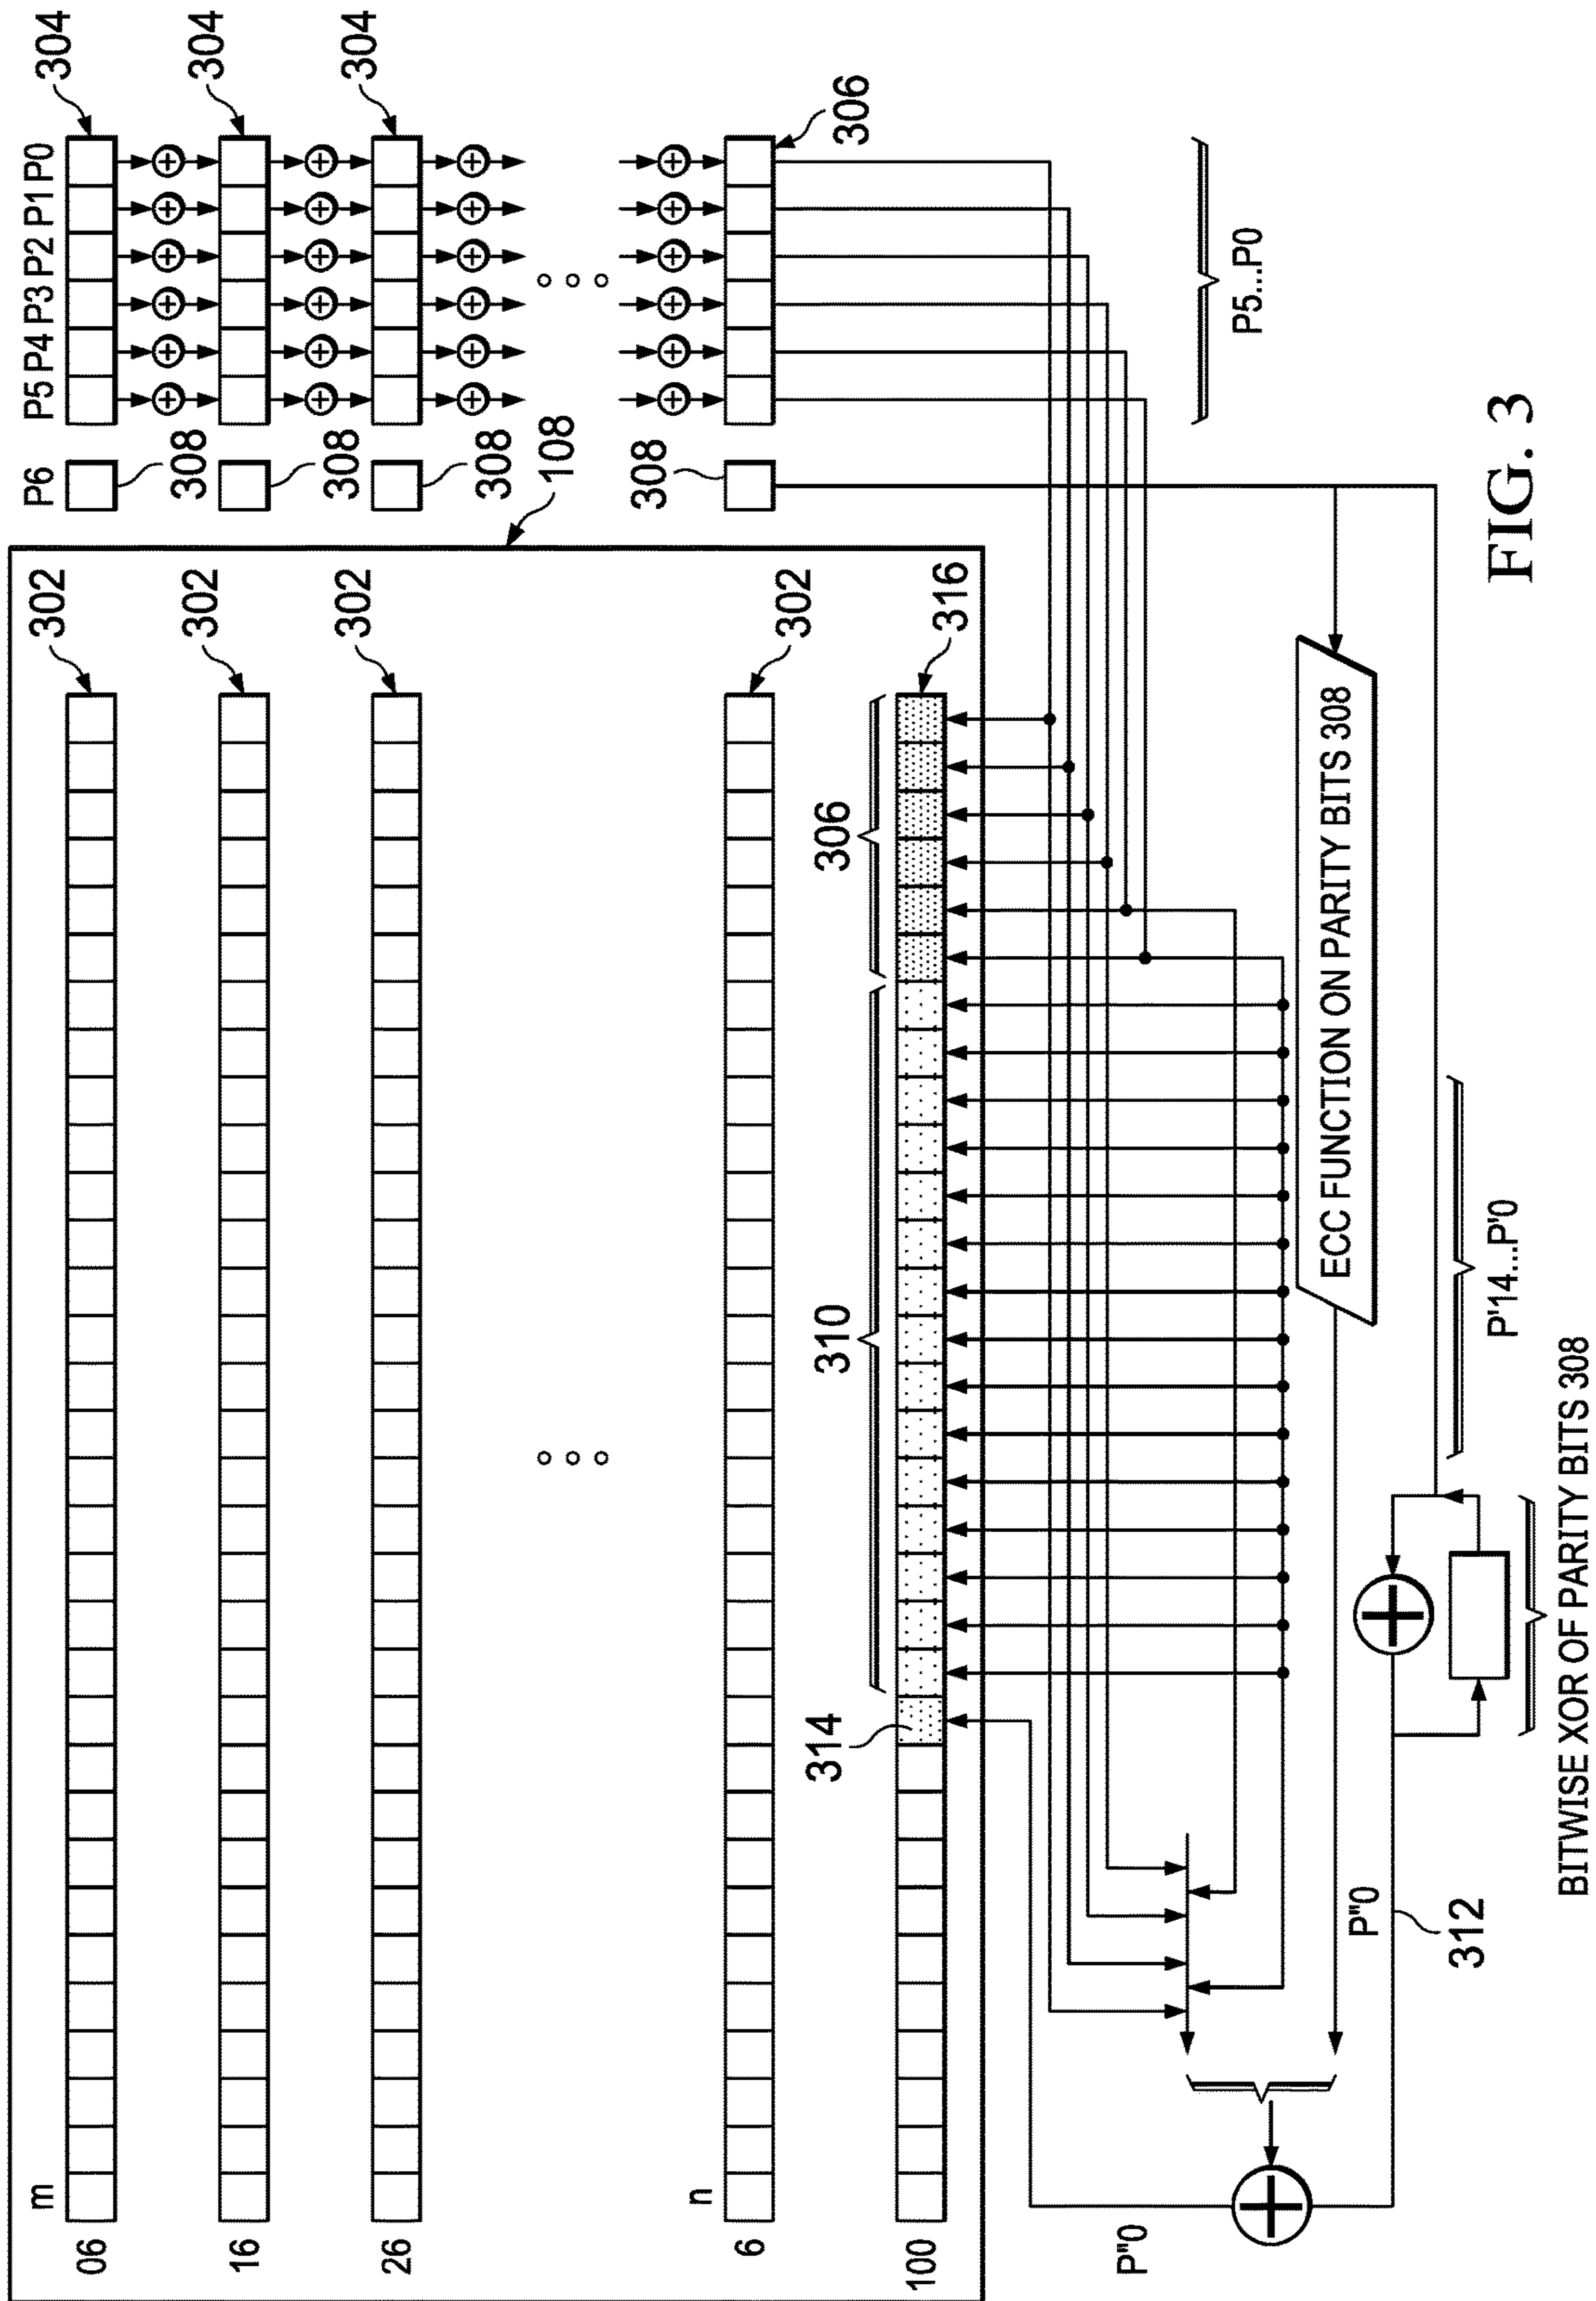 m
06
302
P6
P5 P4 P3 P2 P1 P0
304
308
16
302
304
308
26
302
304
308
108
n
6
302
308
306
314
310
306
316
100
P"0
P5...P0
ECC FUNCTION ON PARITY BITS 308
P"0
312
P'14...P'0
BITWISE XOR OF PARITY BITS 308
FIG. 3